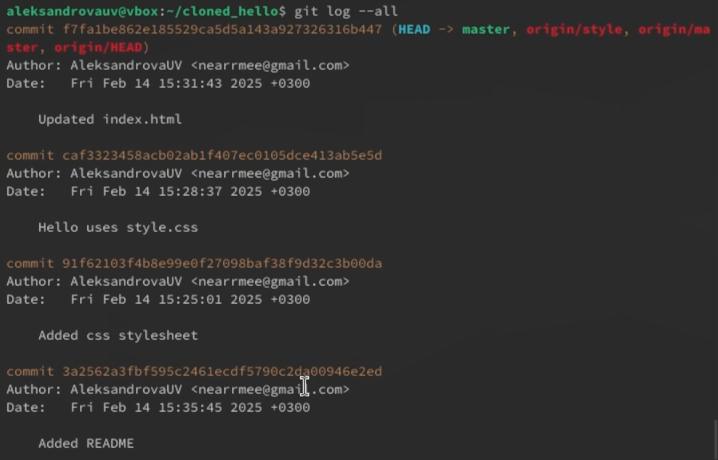 aleksandrovauv@vbox:~/cloned_hello$ git log --all
commit f7fa1be862e185529ca5d5a143a927326316b447 (HEAD -> master, origin/style, origin/ma
ster, origin/HEAD)
Author: AleksandrovaUV <nearrmee@gmail.com>
Date:   Fri Feb 14 15:31:43 2025 +0300
    Updated index.html
commit caf3323458acb02ab1f407ec0105dce413ab5e5d
Author: AleksandrovaUV <nearrmee@gmail.com>
Date:   Fri Feb 14 15:28:37 2025 +0300
    Hello uses style.css
commit 91f62103f4b8e99e0f27098baf38f9d32c3b00da
Author: AleksandrovaUV <nearrmee@gmail.com>
Date:   Fri Feb 14 15:25:01 2025 +0300
    Added css stylesheet
commit 3a2562a3fbf595c2461ecdf5790c2da00946e2ed
Author: AleksandrovaUV <nearrmee@gmail.com>
Date:   Fri Feb 14 15:35:45 2025 +0300
    Added README